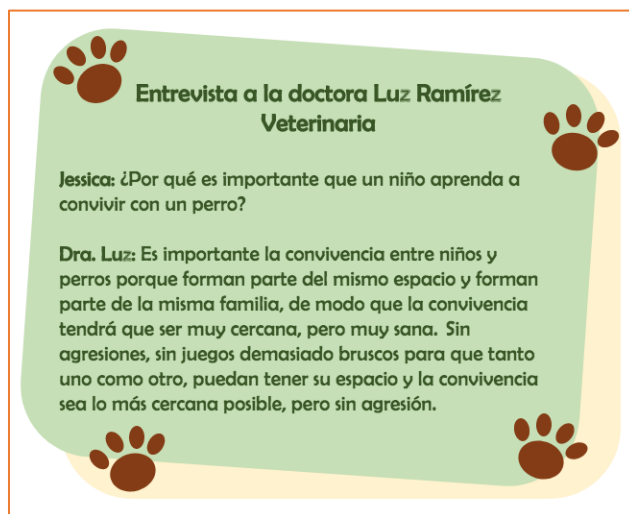 Entrevista a la doctora Luz Ramírez
Veterinaria
Jessica: ¿Por qué es importante que un niño aprenda a
convivir con un perro?
Dra. Luz: Es importante la convivencia entre niños y
perros porque forman parte del mismo espacio y forman
parte de la misma familia, de modo que la convivencia
tendrá que ser muy cercana, pero muy sana. Sin
agresiones, sin juegos demasiado bruscos para que tanto
uno como otro, puedan tener su espacio y la convivencia
sea lo más cercana posible, pero sin agresión.